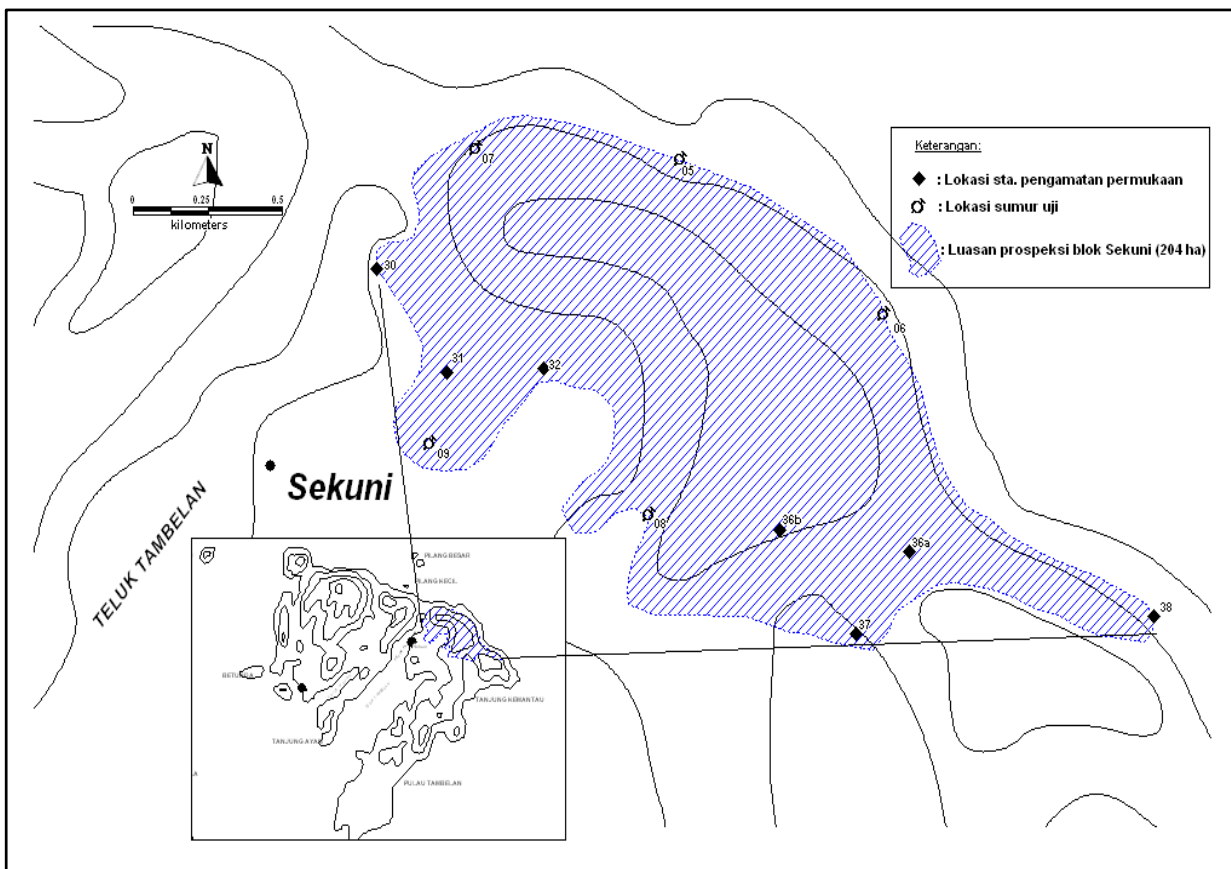 07
05
Keterangan:
: Lokasi sta. pengamatan permukaan
: Lokasi sumur uji
: Luasan prospeksi blok Sekuni (204 ha)
N
0 0.25 0.5
kilometers
30
06
31
32
09
Sekuni
TELUK TAMBELAN
08
36b
36a
38
37
PILANG BESAR
PILANG KECIL
TANJUNG KEMANTAU
TANJUNG AYAM
PULAU TAMBELAN